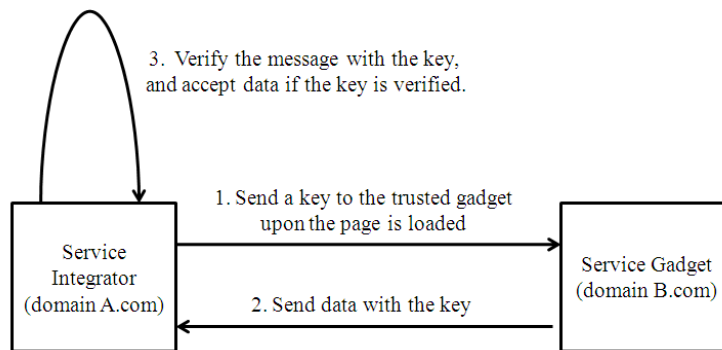 3. Verify the message with the key,
and accept data if the key is verified.
1. Send a key to the trusted gadget
upon the page is loaded
Service
Integrator
(domain A.com)
Service Gadget
(domain B.com)
2. Send data with the key